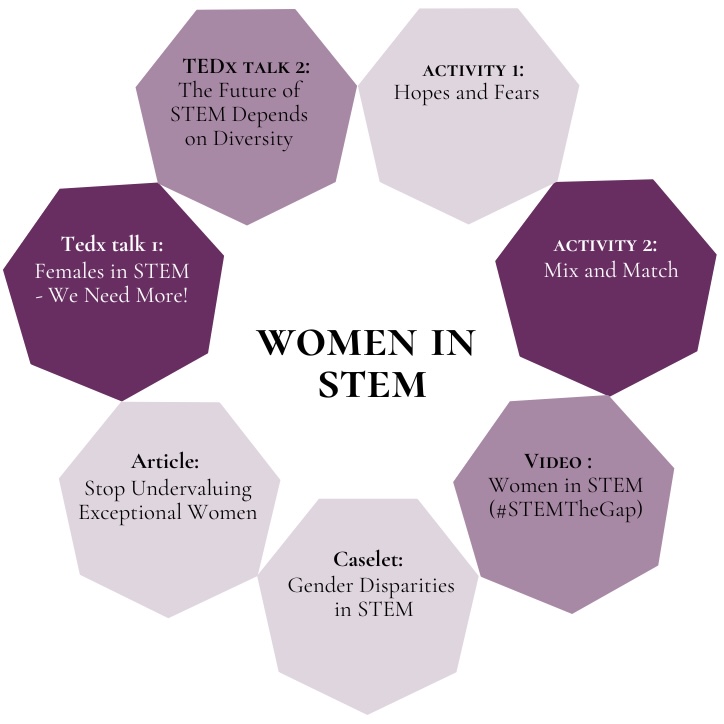 TEDx TALK 2:
The Future of
STEM Depends
on Diversity
ACTIVITY 1:
Hopes and Fears
Tedx talk 1:
Females in STEM
- We Need More!
ACTIVITY 2:
Mix and Match
WOMEN IN
STEM
Article:
Stop Undervaluing
Exceptional Women
Video :
Women in STEM
(#STEMTheGap)
Caselet:
Gender Disparities
in STEM